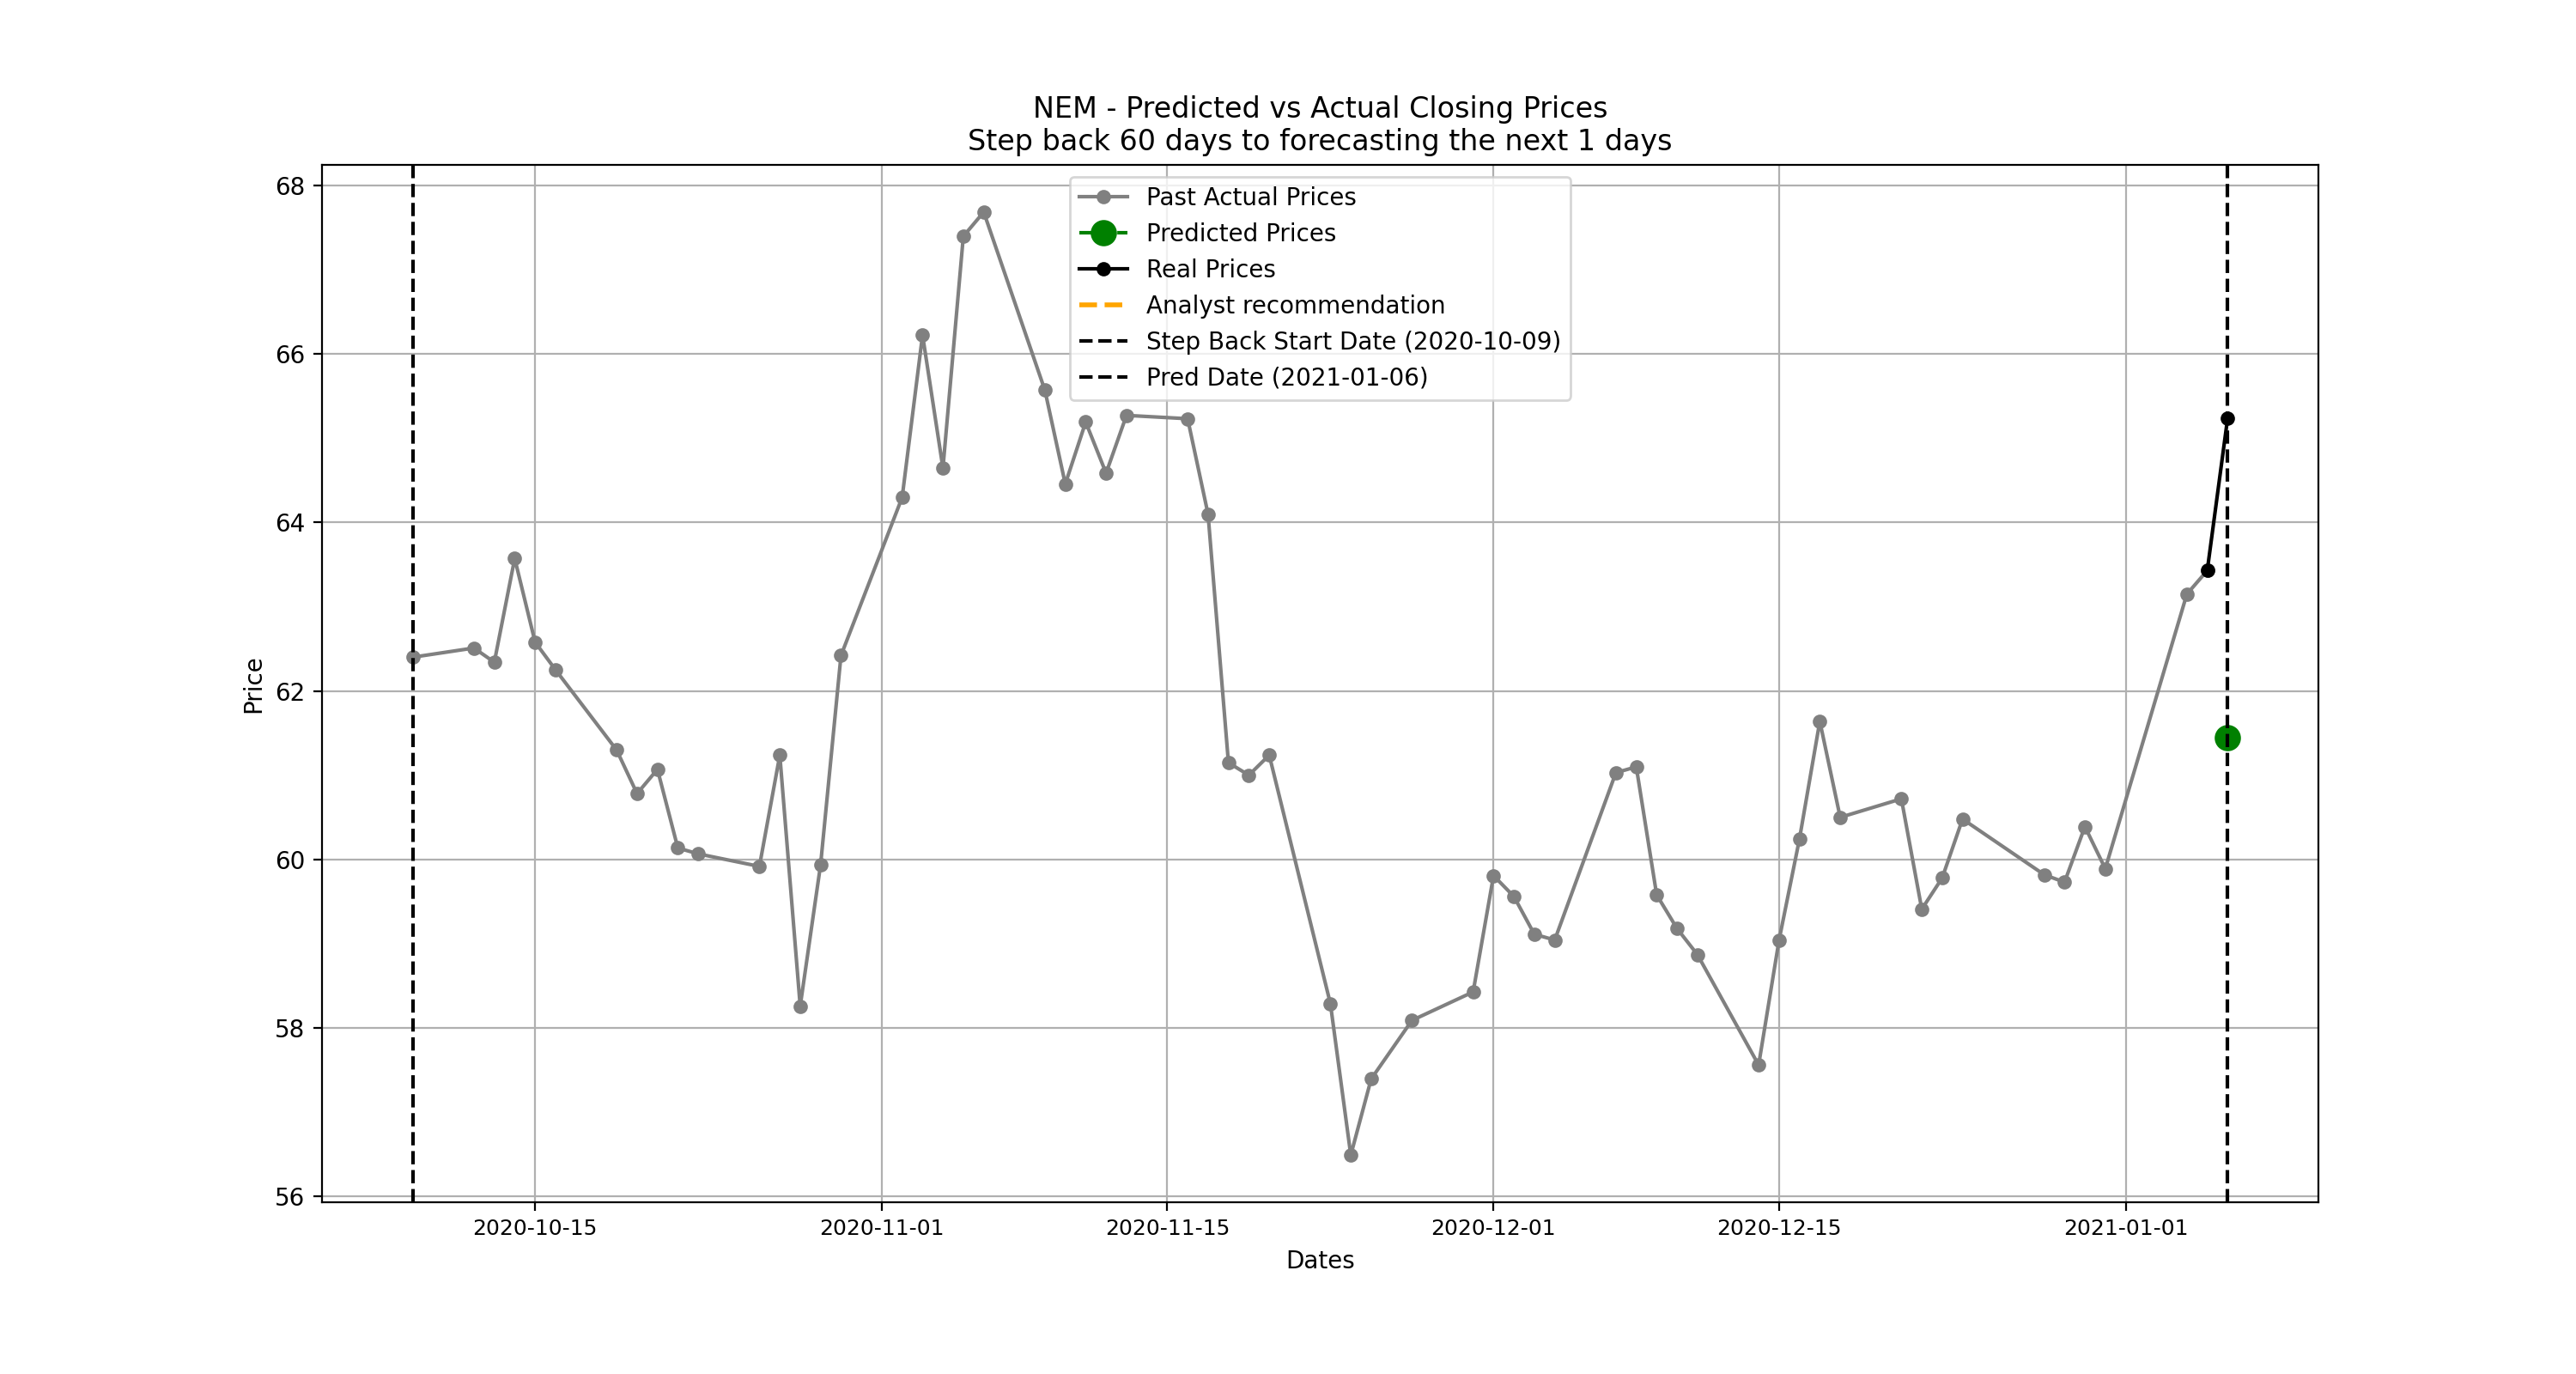 NEM - Predicted vs Actual Closing Prices
Step back 60 days to forecasting the next 1 days
Past Actual Prices
Predicted Prices
Real Prices
Analyst recommendation
Step Back Start Date (2020-10-09)
Pred Date (2021-01-06)
Price
68
66
64
62
60
58
56
2020-10-15
2020-11-01
2020-11-15
2020-12-01
2020-12-15
2021-01-01
Dates